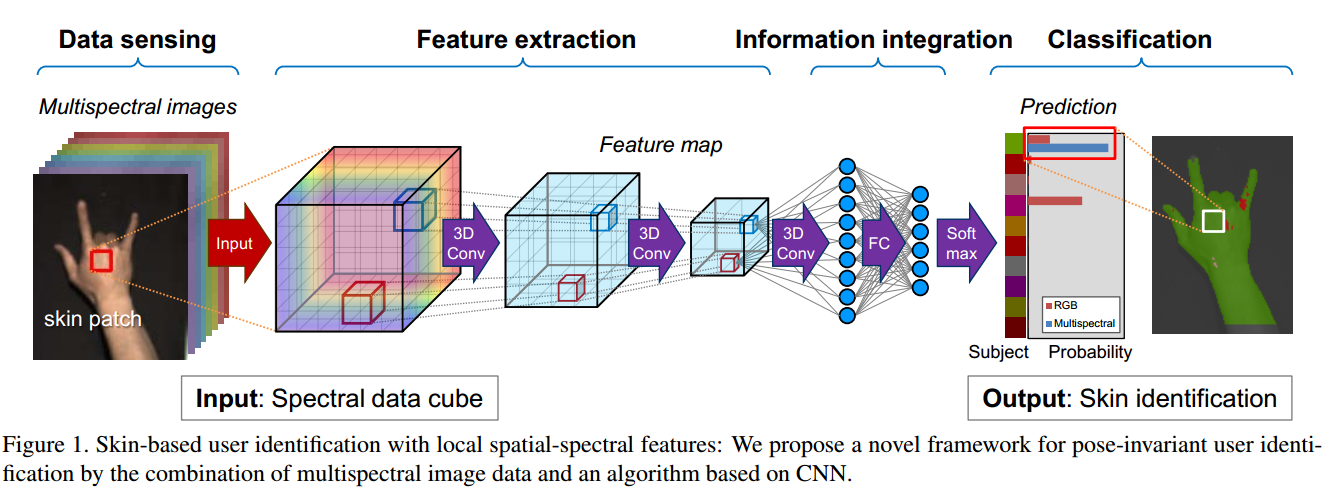 Data sensing
Feature extraction
Information integration
Classification
Multispectral images
Feature map
Prediction
Input
3D
Conv
3D
Conv
3D
Conv
FC
Soft
max
skin patch
RGB
Multispectral
Subject
Probability
Input: Spectral data cube
Output: Skin identification
Figure 1. Skin-based user identification with local spatial-spectral features: We propose a novel framework for pose-invariant user identi-
fication by the combination of multispectral image data and an algorithm based on CNN.